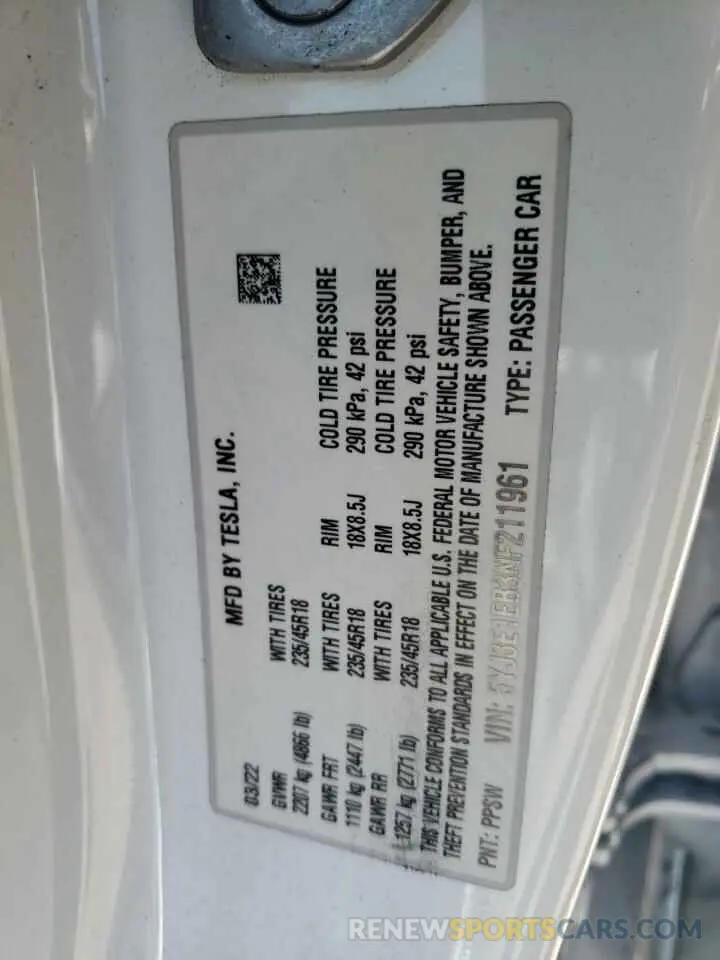 MFD BY TESLA, INC.
03/22
GVWR WITH TIRES
2207 kg (4866 lb) 235/45R18
GAWR FRT WITH TIRES RIM COLD TIRE PRESSURE
1110 kg (2447 lb) 235/45R18 18X8.5J 290 kPa, 42 psi
GAWR RR WITH TIRES RIM COLD TIRE PRESSURE
1257 kg (2771 lb) 235/45R18 18X8.5J 290 kPa, 42 psi
THIS VEHICLE CONFORMS TO ALL APPLICABLE U.S. FEDERAL MOTOR VEHICLE SAFETY, BUMPER, AND
THEFT PREVENTION STANDARDS IN EFFECT ON THE DATE OF MANUFACTURE SHOWN ABOVE.
PNT: PPSW VIN: 5YJ3E1EB3NF211961 TYPE: PASSENGER CAR
RENEWSPORTSCARS.COM